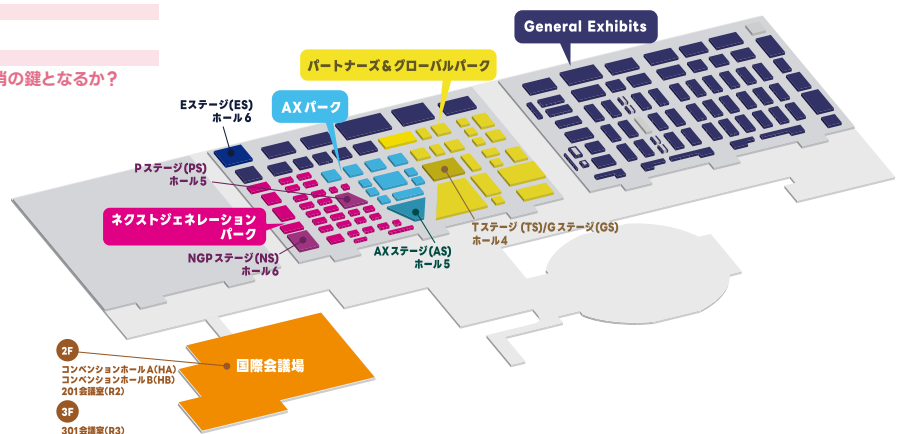 General Exhibits
消の鍵となるか？
パートナーズ&グローバルパーク
AXパーク
Eステージ(ES)
ホール6
Pステージ(PS)
ホール5
ネクストジェネレーション
パーク
NGPステージ(NS)
ホール6
AXステージ(AS)
ホール5
Tステージ(TS)/Gステージ(GS)
ホール4
国際会議場
2F
コンベンションホールA(HA)
コンベンションホールB(HB)
201会議室(R2)
3F
301会議室(R3)